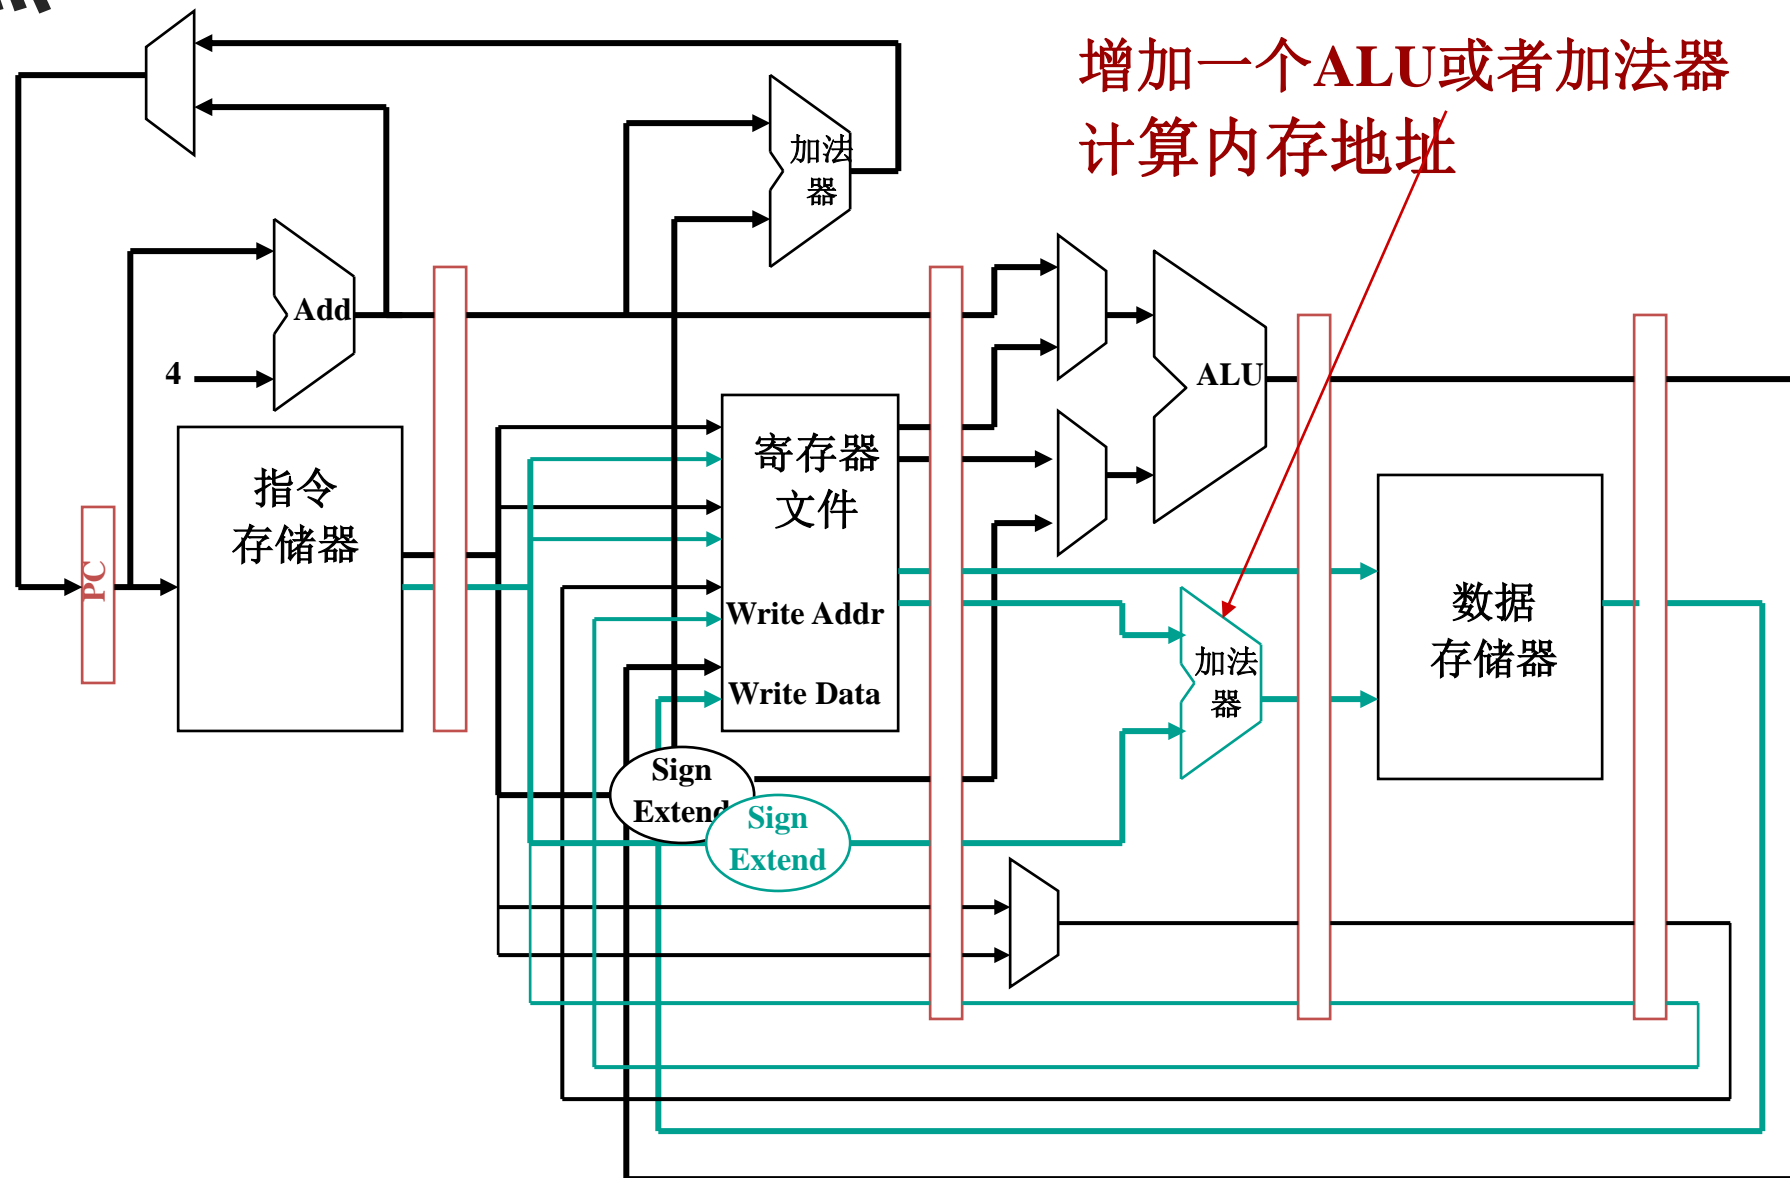 增加一个ALU或者加法器
计算内存地址
加法
器
Add
4
ALU
指令
存储器
寄存器
文件
PC
Write Addr
Write Data
加法
器
数据
存储器
Sign
Extend
Sign
Extend